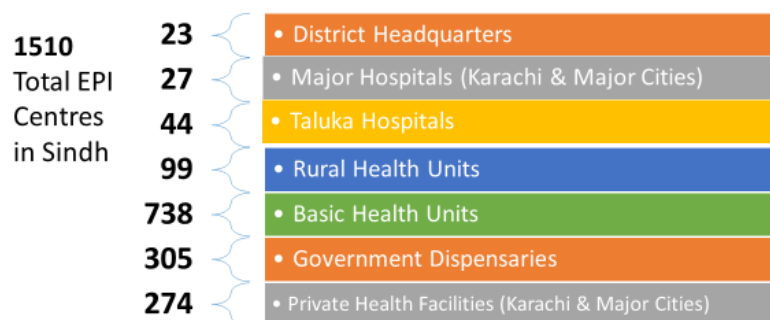 1510
Total EPI
Centres
in Sindh
23 • District Headquarters
27 • Major Hospitals (Karachi & Major Cities)
44 • Taluka Hospitals
99 • Rural Health Units
738 • Basic Health Units
305 • Government Dispensaries
274 • Private Health Facilities (Karachi & Major Cities)